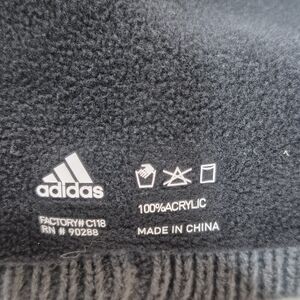 adidas
FACTORY# C118
RN # 90288
100%ACRYLIC
MADE IN CHINA